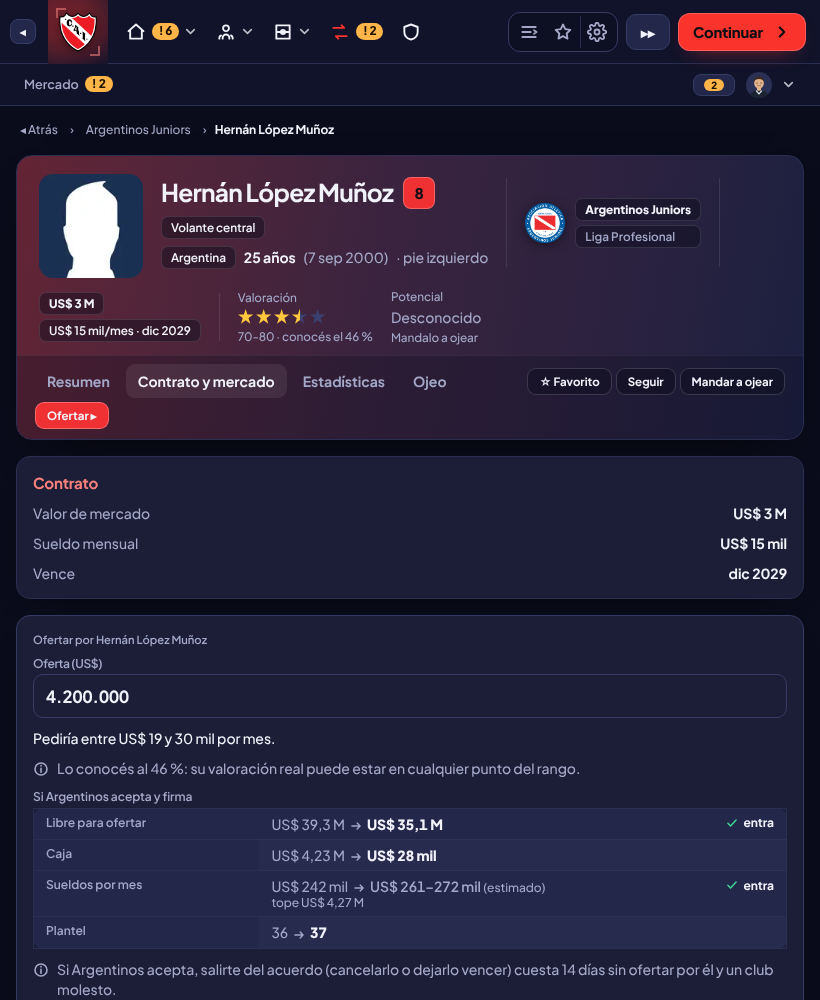 ! 6
! 2
Continuar
Mercado ! 2
2
Atrás › Argentinos Juniors › Hernán López Muñoz
Hernán López Muñoz 8
Volante central
Argentina 25 años (7 sep 2000) · pie izquierdo
Argentinos Juniors
Liga Profesional
US$ 3 M
US$ 15 mil/mes · dic 2029
Valoración
70-80 · conocés el 46 %
Potencial
Desconocido
Mandalo a ojear
Resumen Contrato y mercado Estadísticas Ojeo
☆ Favorito Seguir Mandar a ojear
Ofertar ▸
Contrato
Valor de mercado US$ 3 M
Sueldo mensual US$ 15 mil
Vence dic 2029
Ofertar por Hernán López Muñoz
Oferta (US$)
4.200.000
Pediría entre US$ 19 y 30 mil por mes.
Lo conocés al 46 %: su valoración real puede estar en cualquier punto del rango.
Si Argentinos acepta y firma
Libre para ofertar US$ 39,3 M → US$ 35,1 M ✓ entra
Caja US$ 4,23 M → US$ 28 mil
Sueldos por mes US$ 242 mil → US$ 261–272 mil (estimado) ✓ entra
tope US$ 4,27 M
Plantel 36 → 37
Si Argentinos acepta, salirte del acuerdo (cancelarlo o dejarlo vencer) cuesta 14 días sin ofertar por él y un club
molesto.